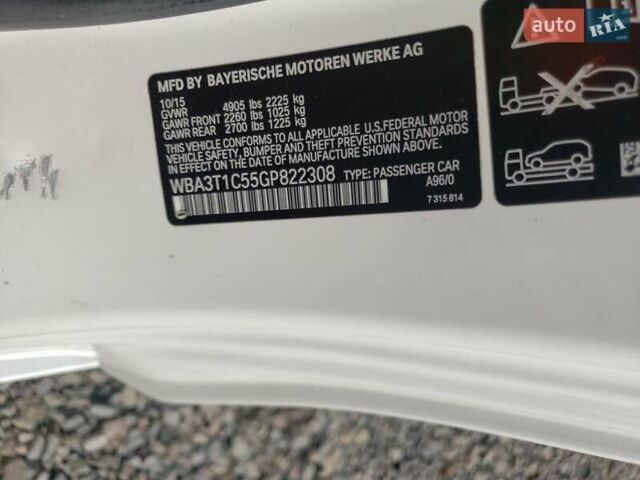 auto RIA
.com
MFD BY BAYERISCHE MOTOREN WERKE AG
10/15
GVWR 4905 lbs 2225 kg
GAWR FRONT 2260 lbs 1025 kg
GAWR REAR 2700 lbs 1225 kg
THIS VEHICLE CONFORMS TO ALL APPLICABLE U.S.FEDERAL MOTOR
VEHICLE SAFETY, BUMPER AND THEFT PREVENTION STANDARDS IN
EFFECT ON THE DATE OF MANUFACTURE SHOWN ABOVE.
WBA3T1C55GP822308 TYPE: PASSENGER CAR
A96/0
7 315 814